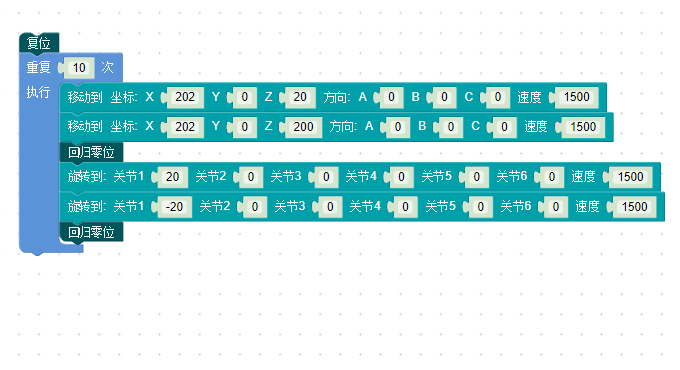 复位
重复 10 次
执行 移动到 坐标: X 202 Y 0 Z 20 方向: A 0 B 0 C 0 速度 1500
移动到 坐标: X 202 Y 0 Z 200 方向: A 0 B 0 C 0 速度 1500
回归零位
旋转到: 关节1 20 关节2 0 关节3 0 关节4 0 关节5 0 关节6 0 速度 1500
旋转到: 关节1 -20 关节2 0 关节3 0 关节4 0 关节5 0 关节6 0 速度 1500
回归零位